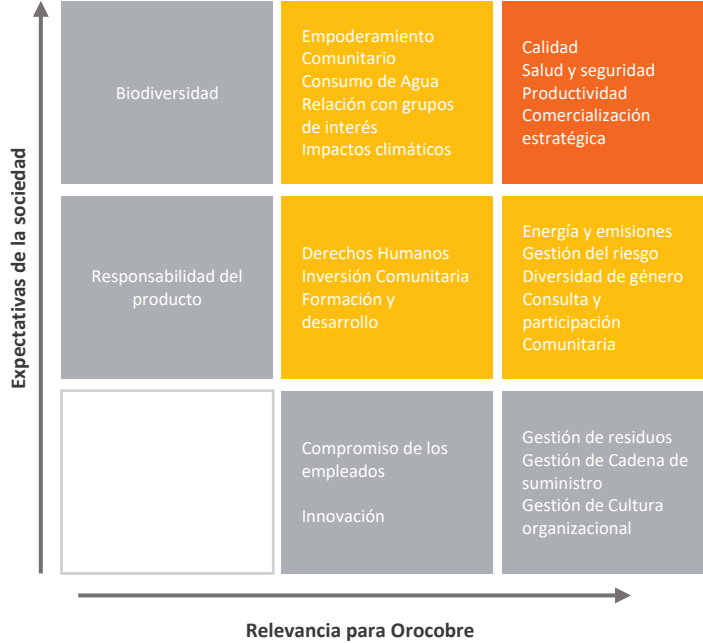 Expectativas de la sociedad
Biodiversidad
Empoderamiento
Comunitario
Consumo de Agua
Relación con grupos
de interés
Impactos climáticos
Calidad
Salud y seguridad
Productividad
Comercialización
estratégica
Responsabilidad del
producto
Derechos Humanos
Inversión Comunitaria
Formación y
desarrollo
Energía y emisiones
Gestión del riesgo
Diversidad de género
Consulta y
participación
Comunitaria
Compromiso de los
empleados
Innovación
Gestión de residuos
Gestión de Cadena de
suministro
Gestión de Cultura
organizacional
Relevancia para Orocobre